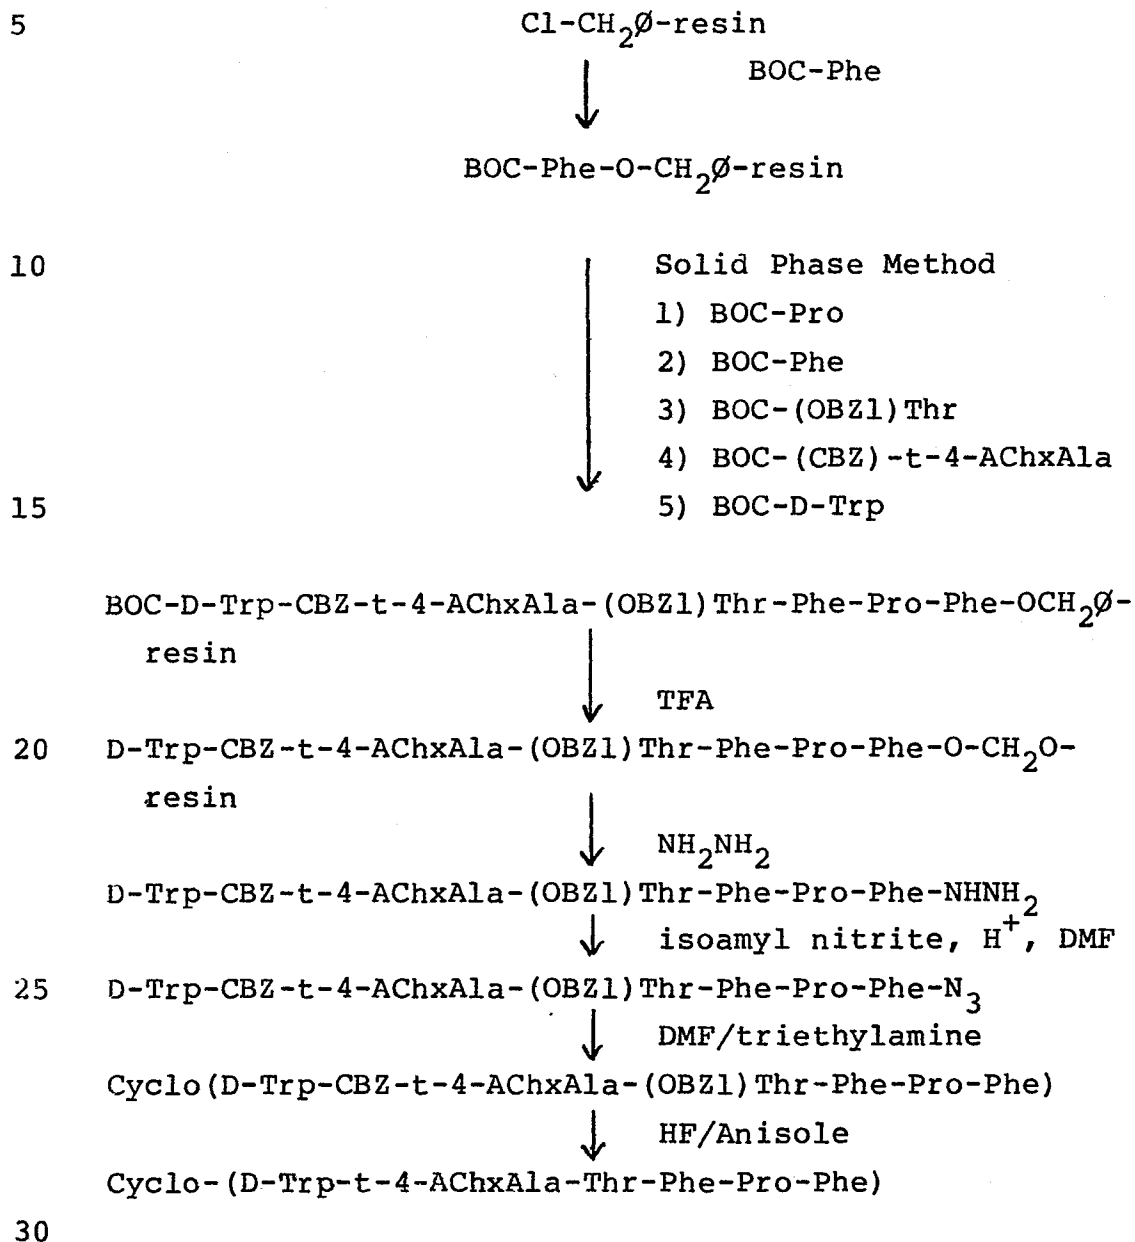 5 Cl-CH2Ø-resin
BOC-Phe
BOC-Phe-O-CH2Ø-resin
10 Solid Phase Method
1) BOC-Pro
2) BOC-Phe
3) BOC-(OBZl)Thr
4) BOC-(CBZ)-t-4-AChxAla
15 5) BOC-D-Trp
BOC-D-Trp-CBZ-t-4-AChxAla-(OBZl)Thr-Phe-Pro-Phe-OCH2Ø-
resin
TFA
20 D-Trp-CBZ-t-4-AChxAla-(OBZl)Thr-Phe-Pro-Phe-O-CH2O-
resin
NH2NH2
D-Trp-CBZ-t-4-AChxAla-(OBZl)Thr-Phe-Pro-Phe-NHNH2
isoamyl nitrite, H+, DMF
25 D-Trp-CBZ-t-4-AChxAla-(OBZl)Thr-Phe-Pro-Phe-N3
DMF/triethylamine
Cyclo(D-Trp-CBZ-t-4-AChxAla-(OBZl)Thr-Phe-Pro-Phe)
HF/Anisole
Cyclo-(D-Trp-t-4-AChxAla-Thr-Phe-Pro-Phe)
30